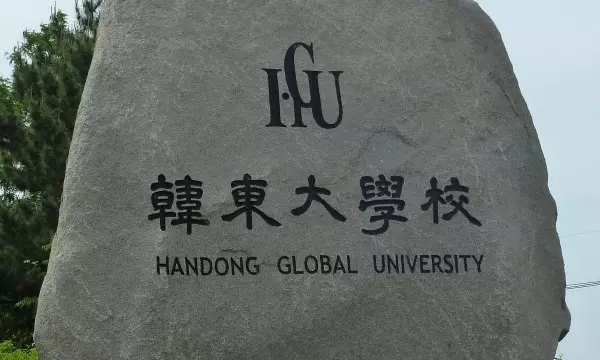 HGU
韓東大學校
HANDONG GLOBAL UNIVERSITY